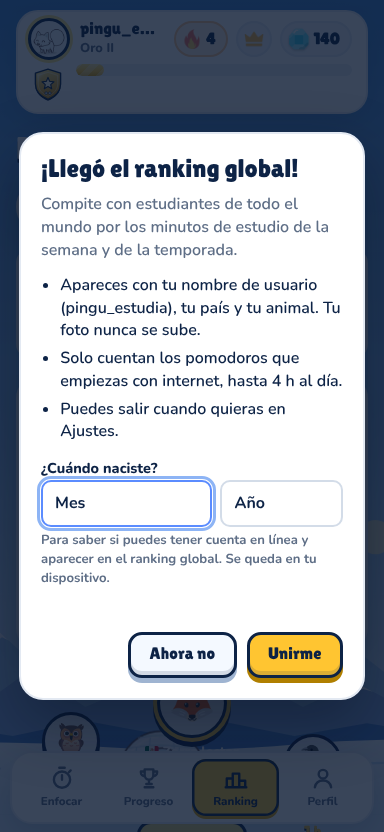 pingu_e...
Oro II
4
140
¡Llegó el ranking global!
Compite con estudiantes de todo el
mundo por los minutos de estudio de la
semana y de la temporada.
• Apareces con tu nombre de usuario
(pingu_estudia), tu país y tu animal. Tu
foto nunca se sube.
• Solo cuentan los pomodoros que
empiezas con internet, hasta 4 h al día.
• Puedes salir cuando quieras en
Ajustes.
¿Cuándo naciste?
Mes
Año
Para saber si puedes tener cuenta en línea y
aparecer en el ranking global. Se queda en tu
dispositivo.
Ahora no
Unirme
Enfocar
Progreso
Ranking
Perfil